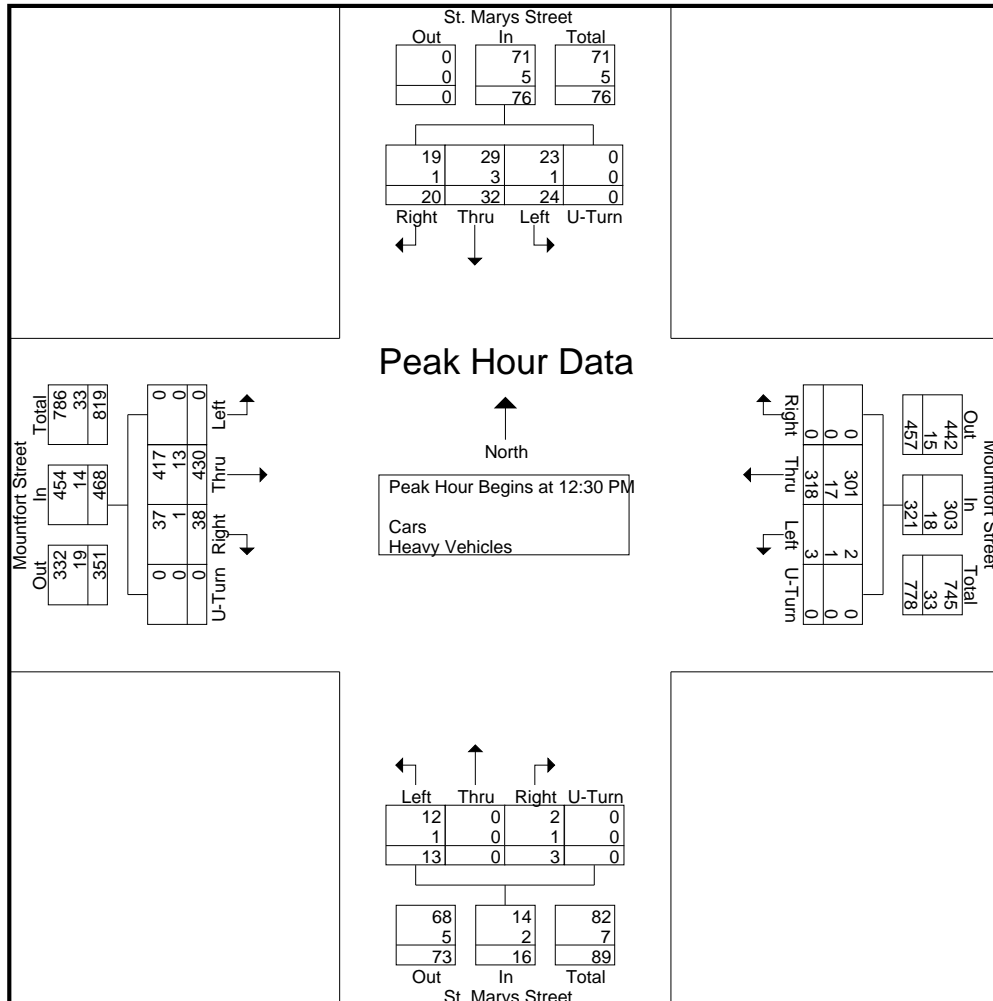 St. Marys Street
Out In Total
0 71 71
0 5 5
0 76 76
19 29 23 0
1 3 1 0
20 32 24 0
Right Thru Left U-Turn
Peak Hour Data
North
Peak Hour Begins at 12:30 PM
Cars
Heavy Vehicles
Mountfort Street
Out In Total
332 454 786
19 14 33
351 468 819
0 37 417 0
0 1 13 0
0 38 430 0
U-Turn Right Thru Left
Mountfort Street
Out In Total
442 303 745
15 18 33
457 321 778
0 301 2 0
0 17 1 0
0 318 3 0
Right Thru Left U-Turn
Left Thru Right U-Turn
12 0 2 0
1 0 1 0
13 0 3 0
68 14 82
5 2 7
73 16 89
Out In Total
St. Marys Street